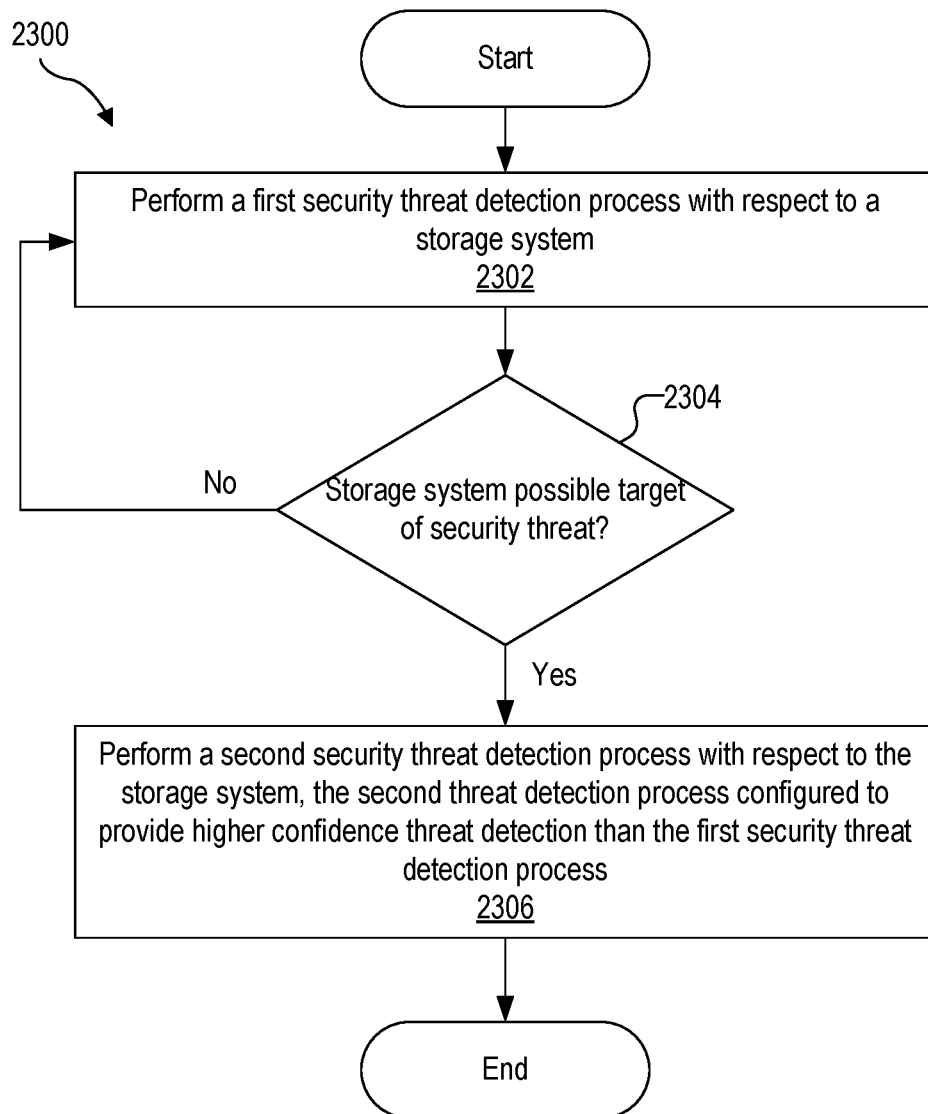 2300
Start
Perform a first security threat detection process with respect to a
storage system
2302
2304
Storage system possible target
of security threat?
No
Yes
Perform a second security threat detection process with respect to the
storage system, the second threat detection process configured to
provide higher confidence threat detection than the first security threat
detection process
2306
End